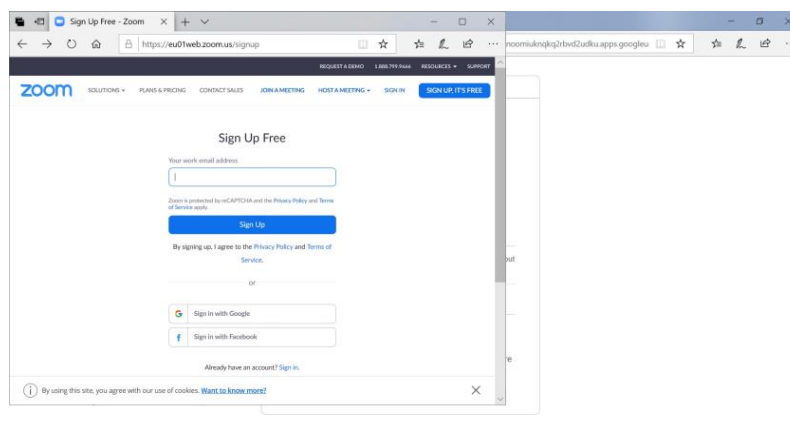 Sign Up Free - Zoom
https://eu01web.zoom.us/signup
noomiuknqkq2rbvd2udku.apps.googleu
REQUEST A DEMO 1.888.799.9666 RESOURCES SUPPORT
zoom SOLUTIONS PLANS & PRICING CONTACT SALES JOIN A MEETING HOST A MEETING SIGN IN SIGN UP, IT'S FREE
Sign Up Free
Your work email address
Zoom is protected by reCAPTCHA and the Privacy Policy and Terms
of Service apply.
Sign Up
By signing up, I agree to the Privacy Policy and Terms of
Service.
out
or
Sign in with Google
Sign in with Facebook
re
Already have an account? Sign in.
By using this site, you agree with our use of cookies. Want to know more?